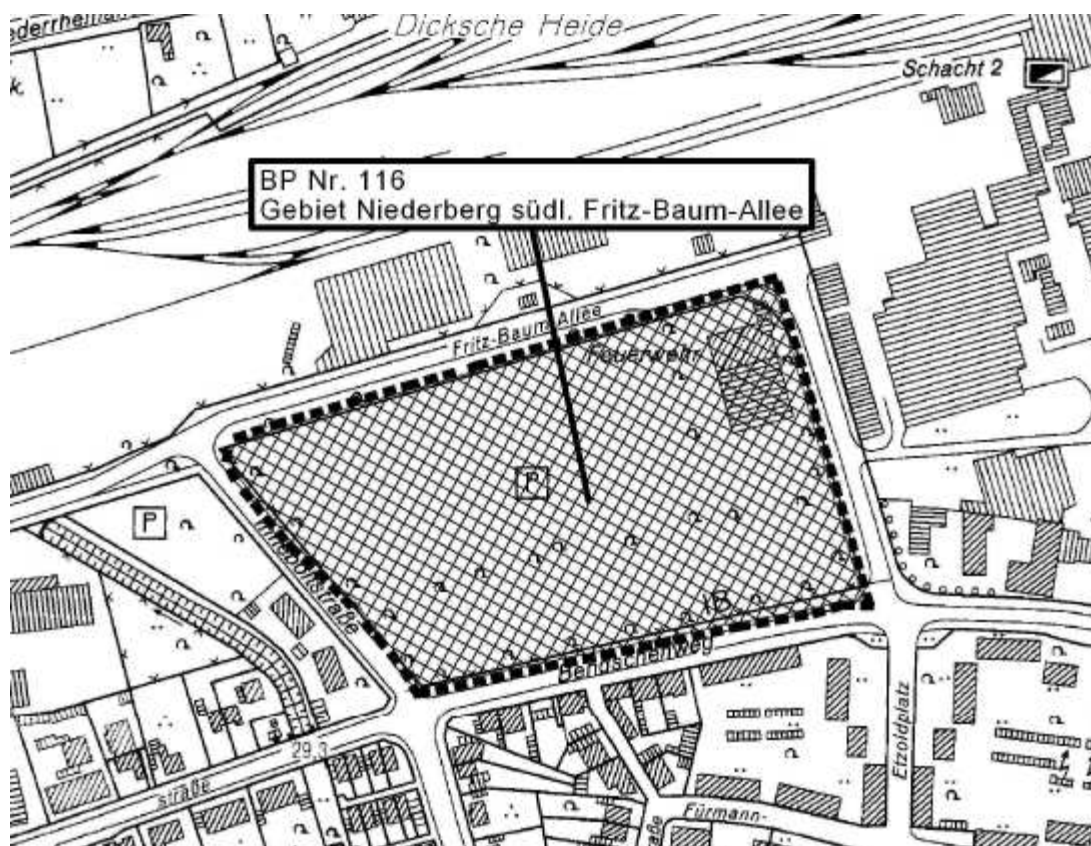 Dicksche Heide
Schacht 2
BP Nr. 116
Gebiet Niederberg südl. Fritz-Baum-Allee
Fritz-Baum-Allee
Feuerwehr
P
P
29.3
straße
Etzoldplatz
Fürmann-